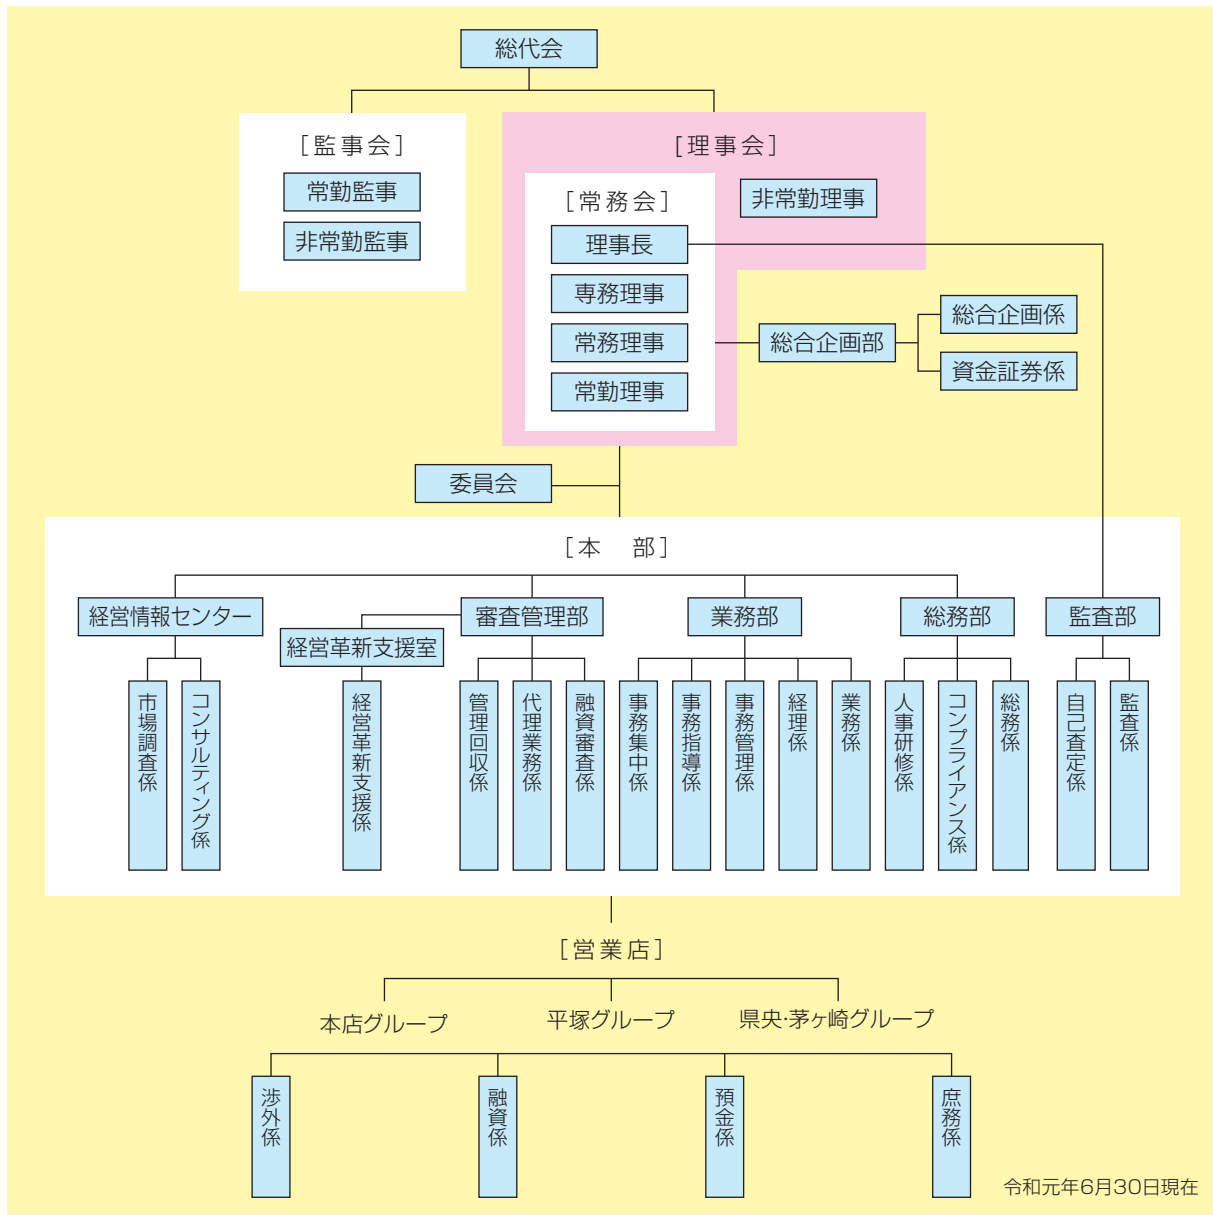 総代会
［監事会］
常勤監事
非常勤監事
［理事会］
非常勤理事
［常務会］
理事長
専務理事
常務理事
常勤理事
総合企画部
総合企画係
資金証券係
委員会
［本　部］
経営情報センター
経営革新支援室
審査管理部
業務部
総務部
監査部
市場調査係
コンサルティング係
経営革新支援係
管理回収係
代理業務係
融資審査係
事務集中係
事務指導係
事務管理係
経理係
業務係
人事研修係
コンプライアンス係
総務係
自己査定係
監査係
［営業店］
本店グループ
平塚グループ
県央・茅ヶ崎グループ
渉外係
融資係
預金係
庶務係
令和元年6月30日現在